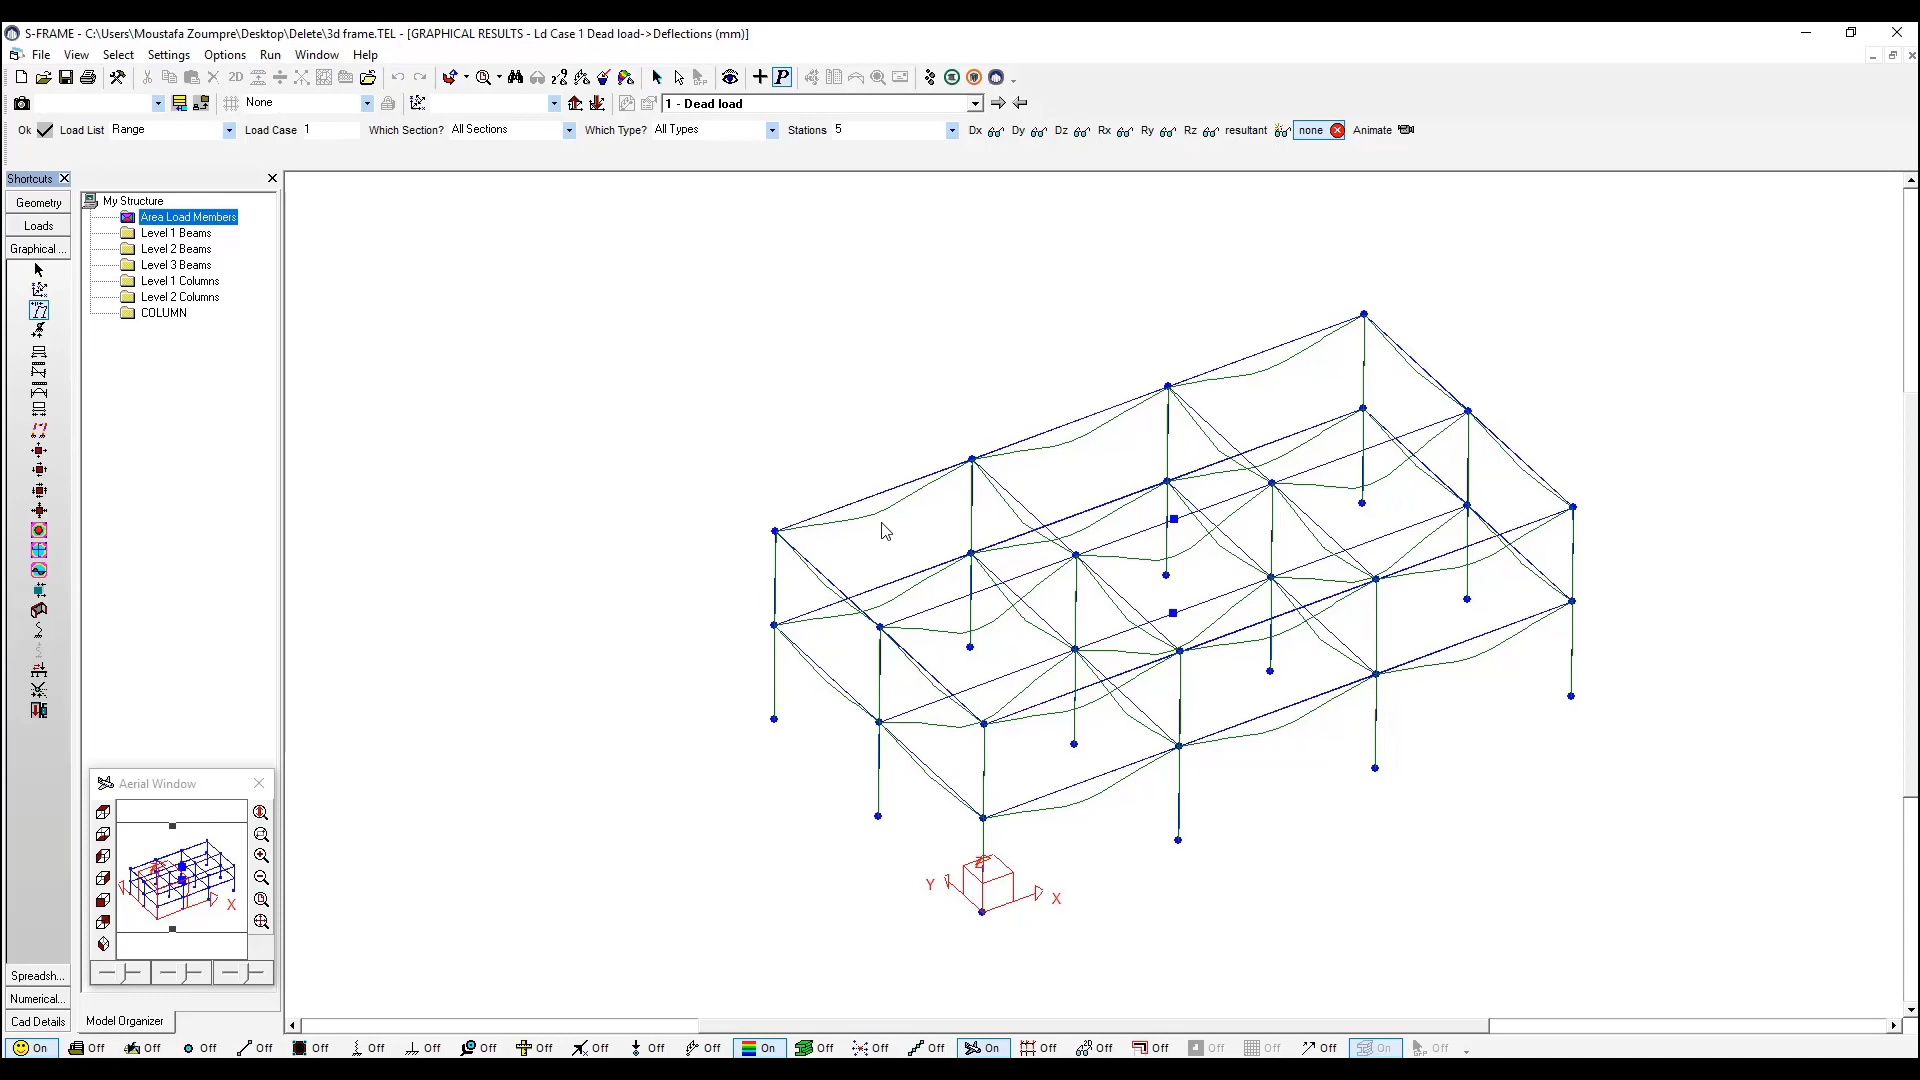 S-FRAME - C:\Users\Moustafa Zoumpre\Desktop\Delete\3d frame.TEL - [GRAPHICAL RESULTS - Ld Case 1 Dead load->Deflections (mm)]
File View Select Settings Options Run Window Help
2D P
None 1 - Dead load
Ok Load List Range Load Case 1 Which Section? All Sections Which Type? All Types Stations 5 Dx Dy Dz Rx Ry Rz resultant none Animate
Shortcuts
Geometry
Loads
Graphical ...
My Structure
Area Load Members
Level 1 Beams
Level 2 Beams
Level 3 Beams
Level 1 Columns
Level 2 Columns
COLUMN
Aerial Window
X
Z
Y X
Spreadsh...
Numerical...
Cad Details
Model Organizer
On Off Off Off Off Off Off Off Off Off Off Off Off On Off Off Off On Off Off Off Off Off Off On Off